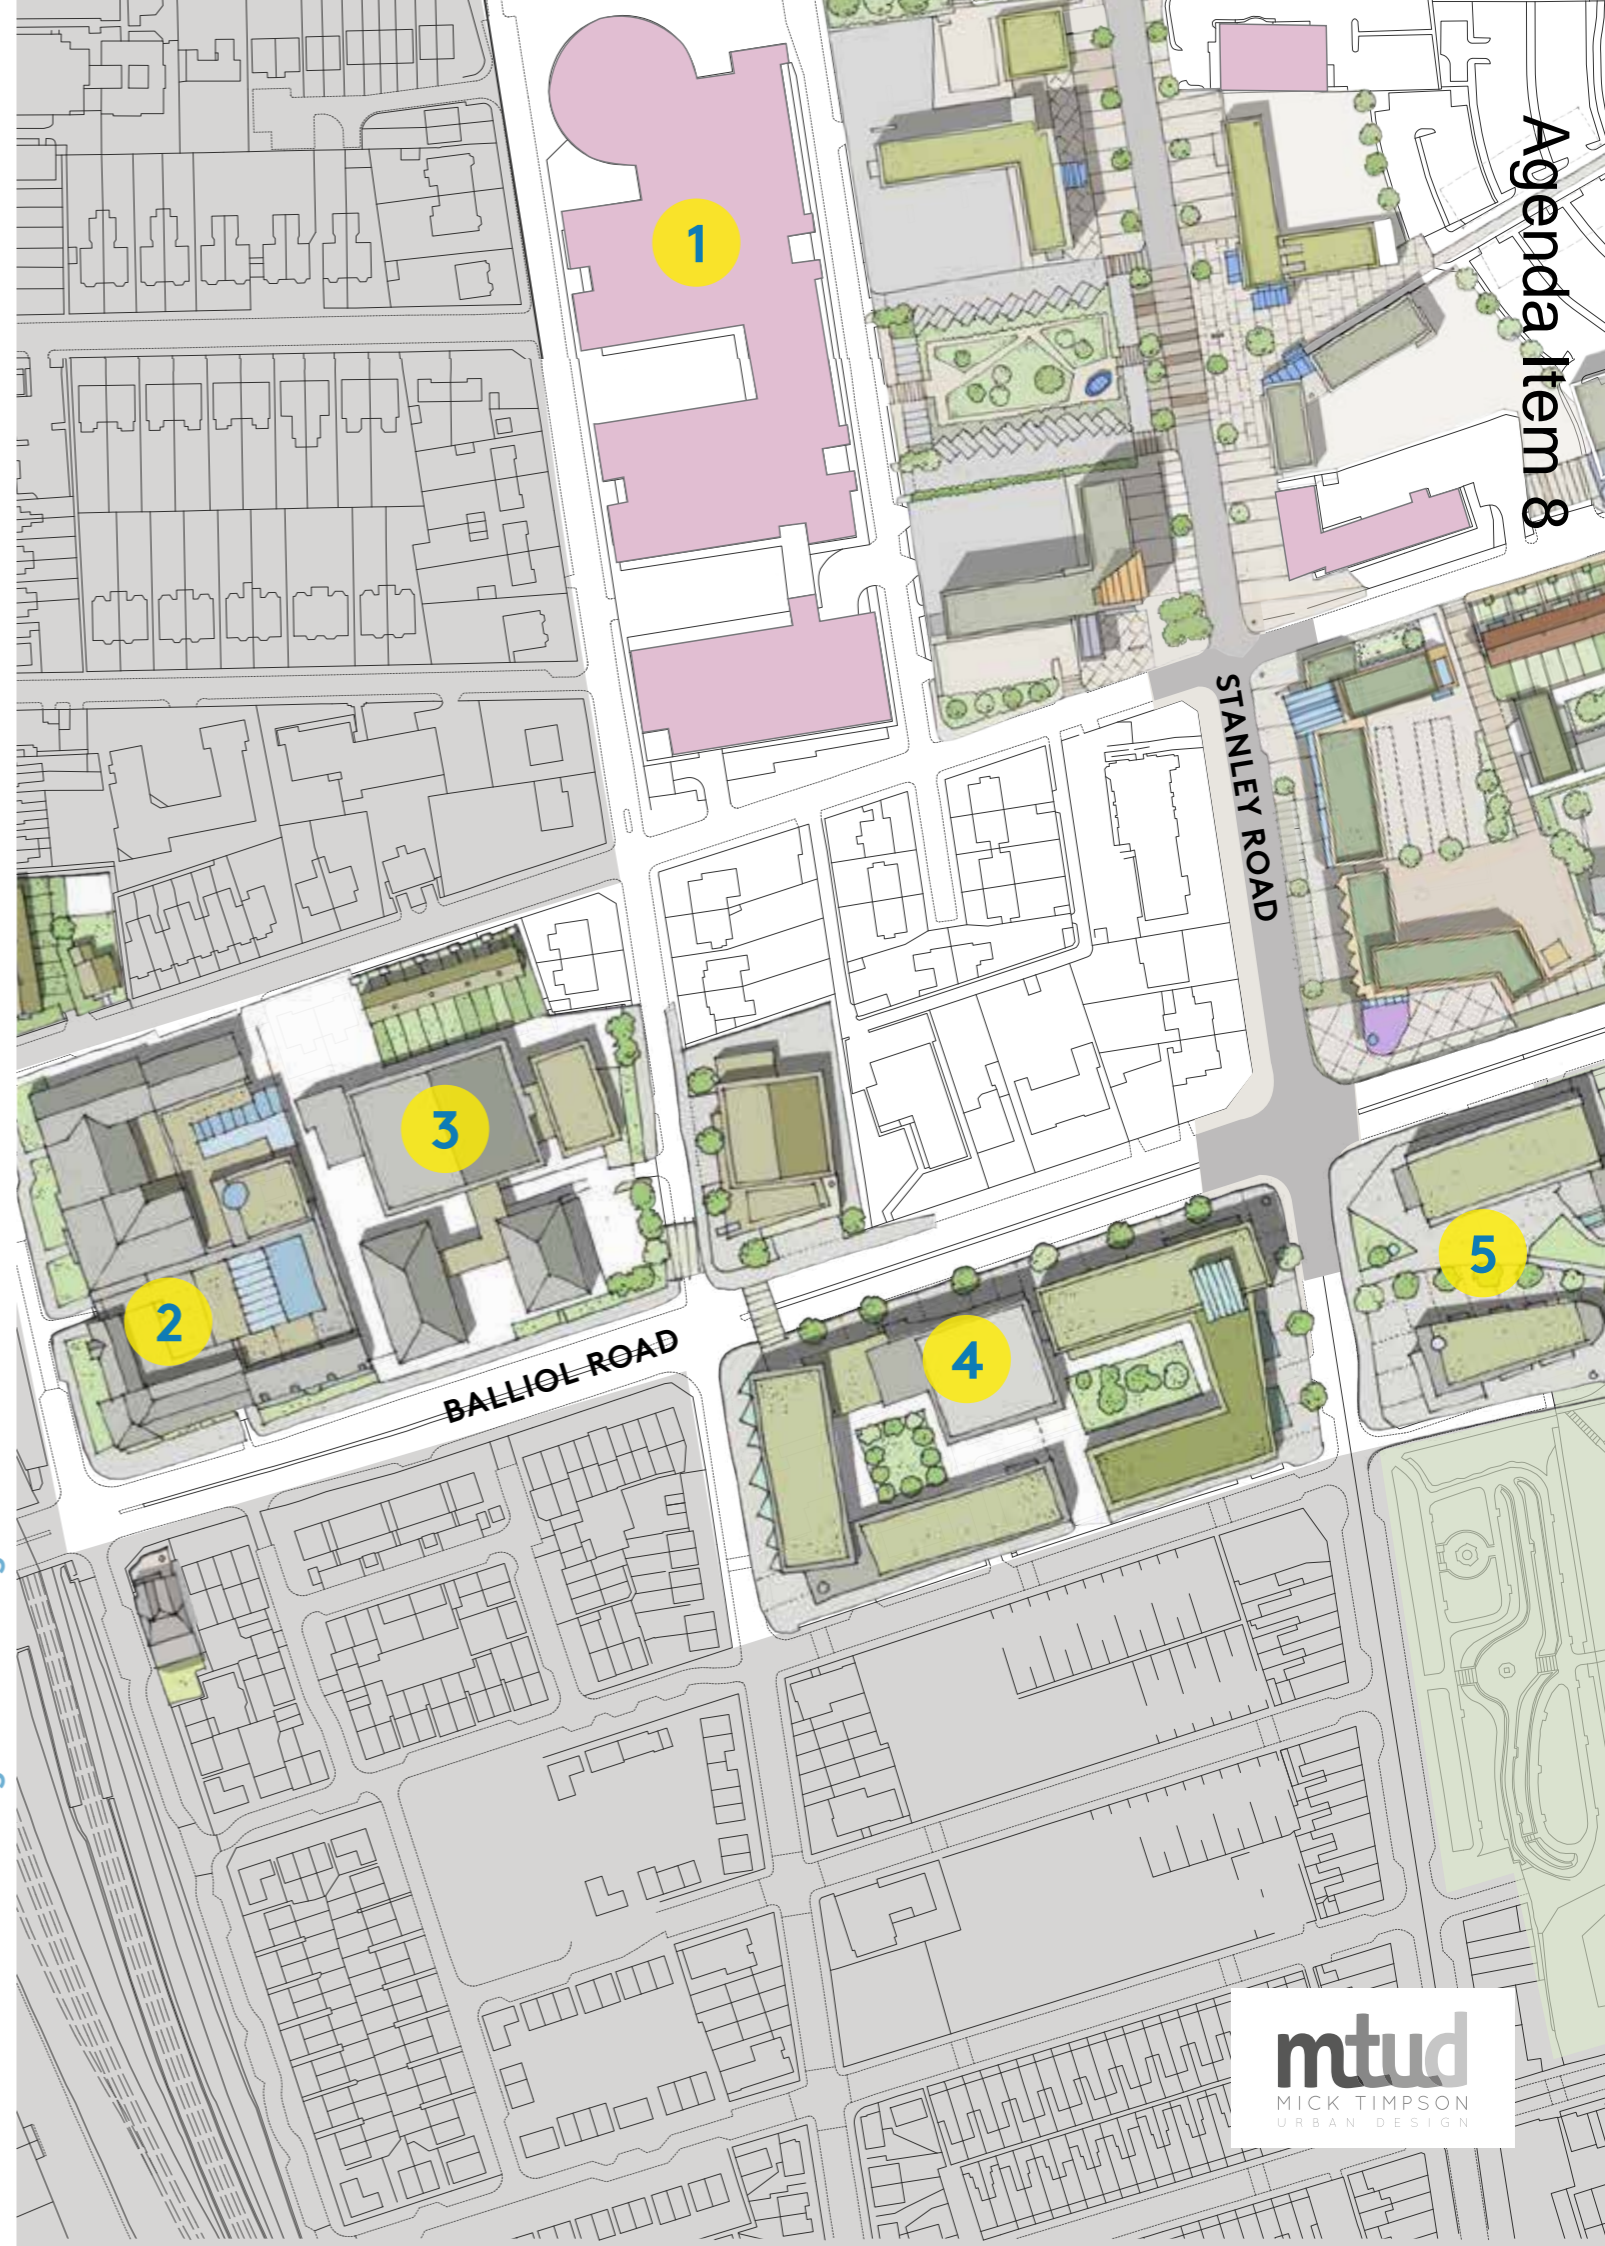 Agenda Item 8
1
STANLEY ROAD
3
2
5
4
BALLIOL ROAD
mtud
MICK TIMPSON
URBAN DESIGN